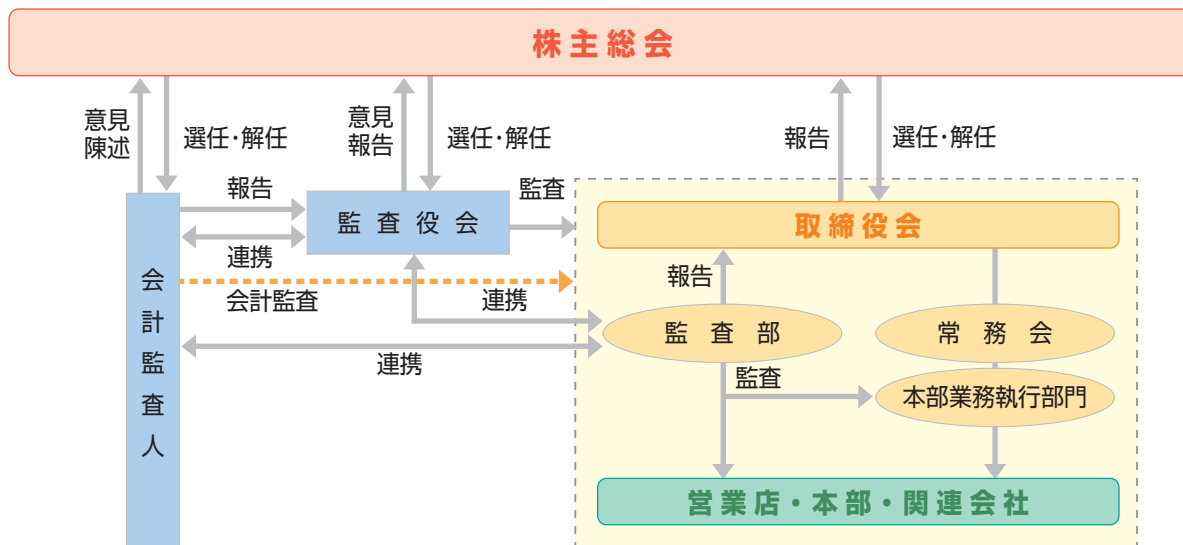 株主総会
意見
陳述
選任・解任
意見
報告
選任・解任
報告
選任・解任
報告
監査役会
監査
取締役会
連携
会計監査
会計監査人
連携
報告
監査部
常務会
連携
監査
本部業務執行部門
営業店・本部・関連会社